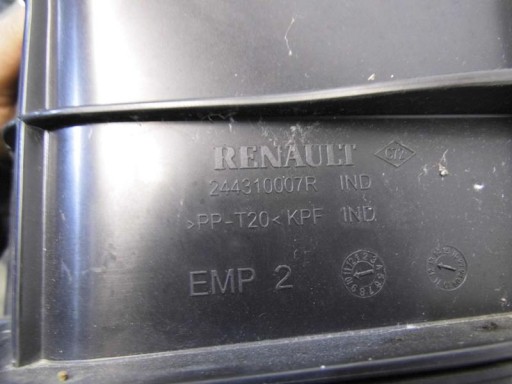 RENAULT
244310007R IND
>PP-T20< KPF IND
EMP 2